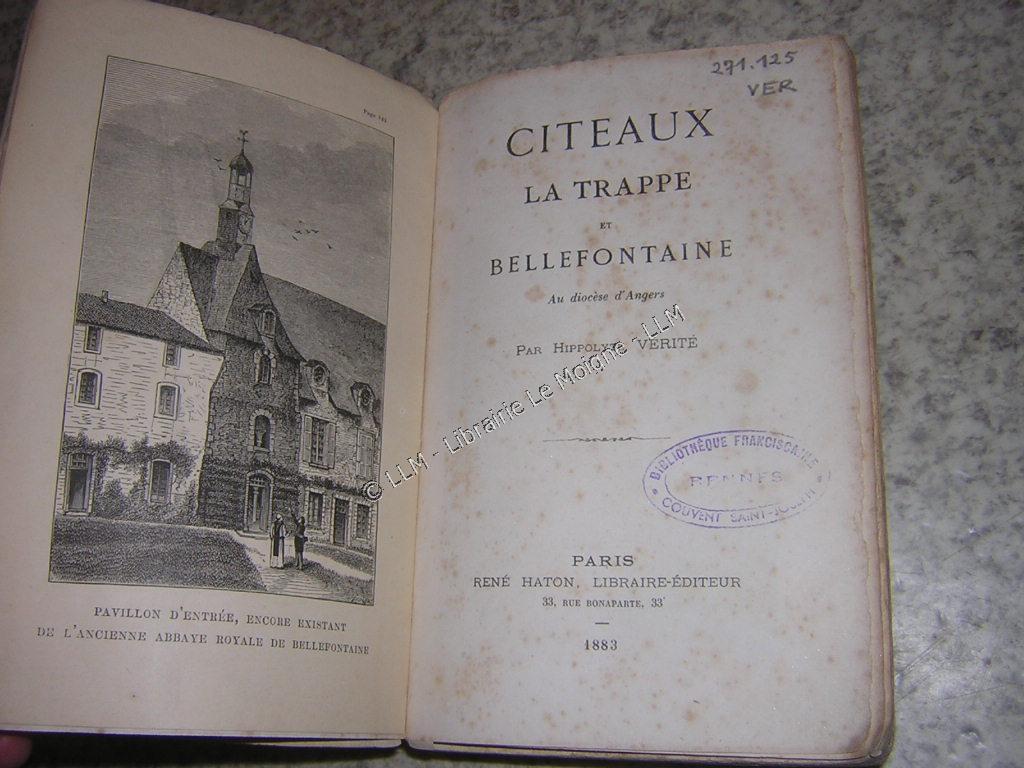 Page 144
PAVILLON D'ENTRÉE, ENCORE EXISTANT
DE L'ANCIENNE ABBAYE ROYALE DE BELLEFONTAINE
271.125
VER
CITEAUX
LA TRAPPE
ET
BELLEFONTAINE
Au diocèse d'Angers
PAR HIPPOLYTE VÉRITÉ
© LLM - Librairie Le Moigne - LLM
BIBLIOTHÈQUE FRANCISCAINE
RENNES
COUVENT SAINT-JOSEPH
PARIS
RENÉ HATON, LIBRAIRE-ÉDITEUR
33, RUE BONAPARTE, 33
1883